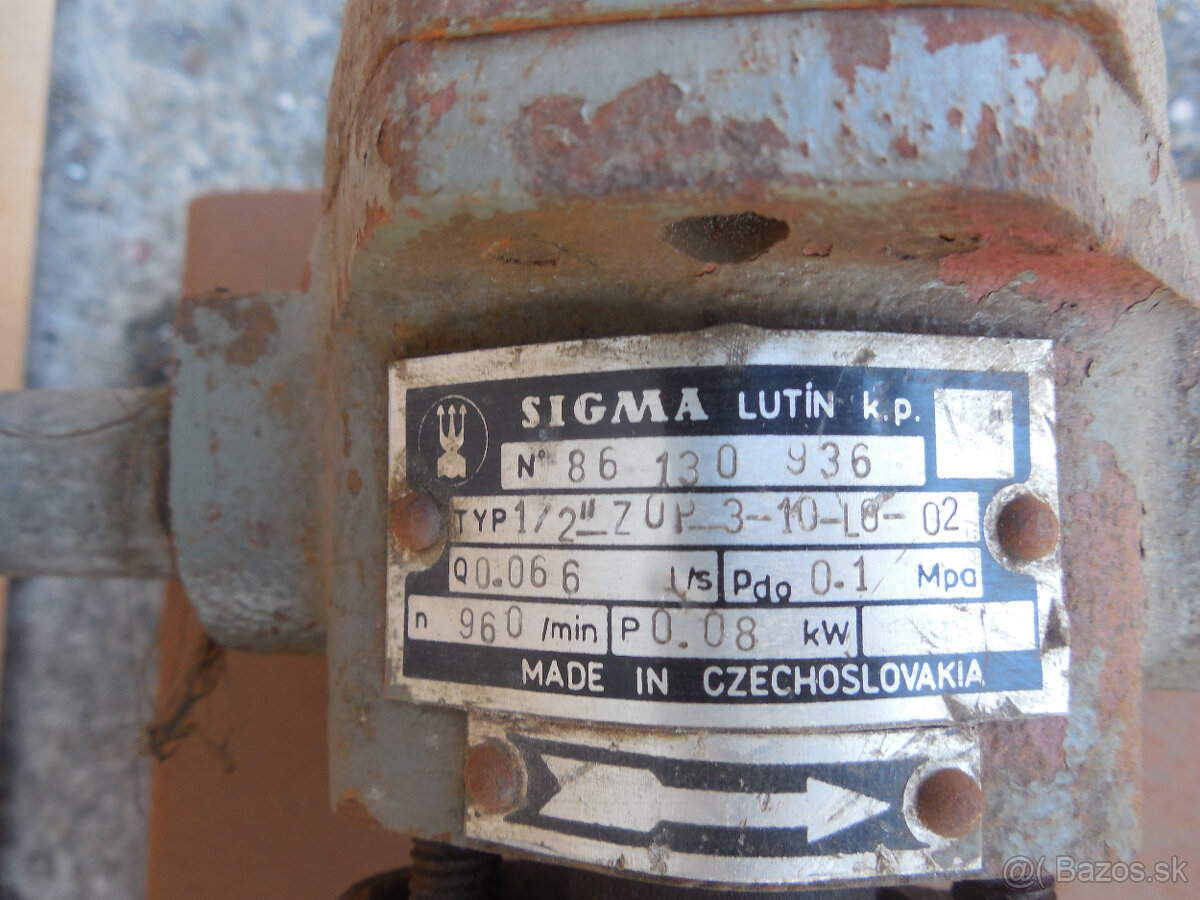 SIGMA LUTÍN k.p.
N° 86 130 936
TYP 1/2"-ZUP-3-10-L8-02
Q 0.066 l/s Pdo 0.1 Mpa
n 960 /min P 0.08 kW
MADE IN CZECHOSLOVAKIA
@( Bazos.sk